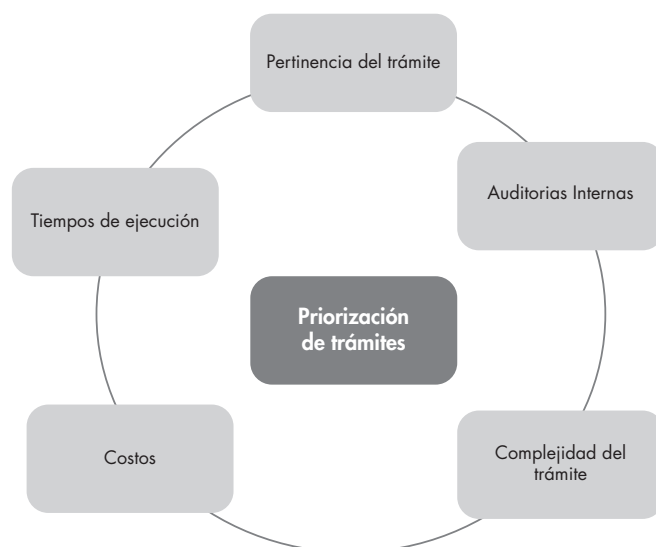 Pertinencia del trámite
Auditorias Internas
Tiempos de ejecución
Priorización
de trámites
Complejidad del
trámite
Costos